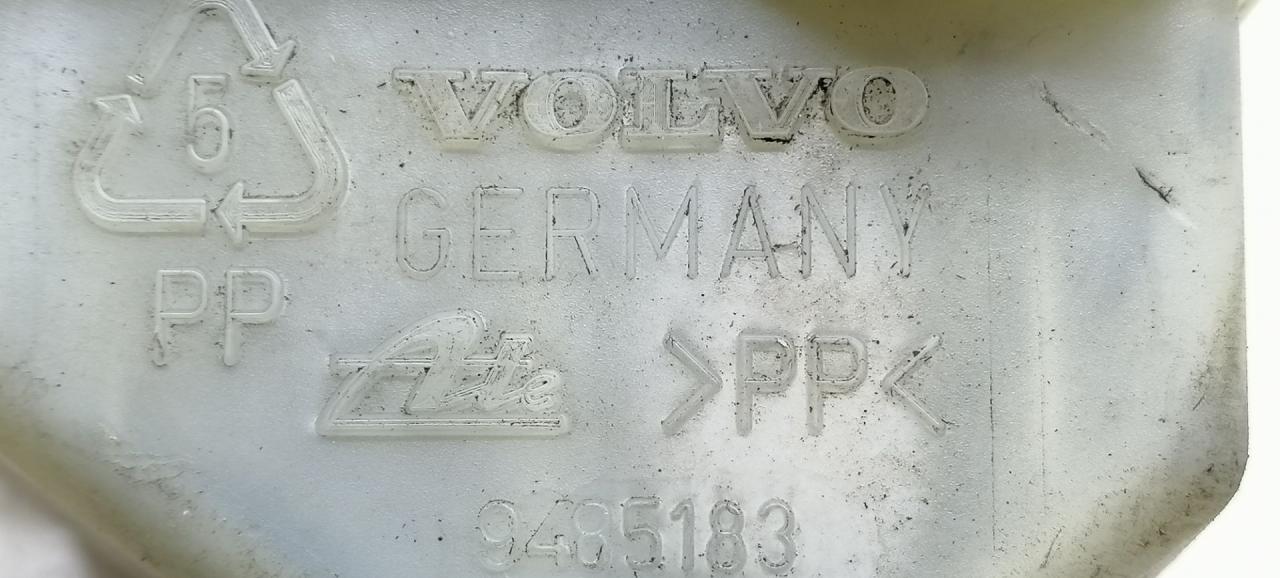 5
VOLVO
GERMANY
PP
Ate
>PP<
9485183